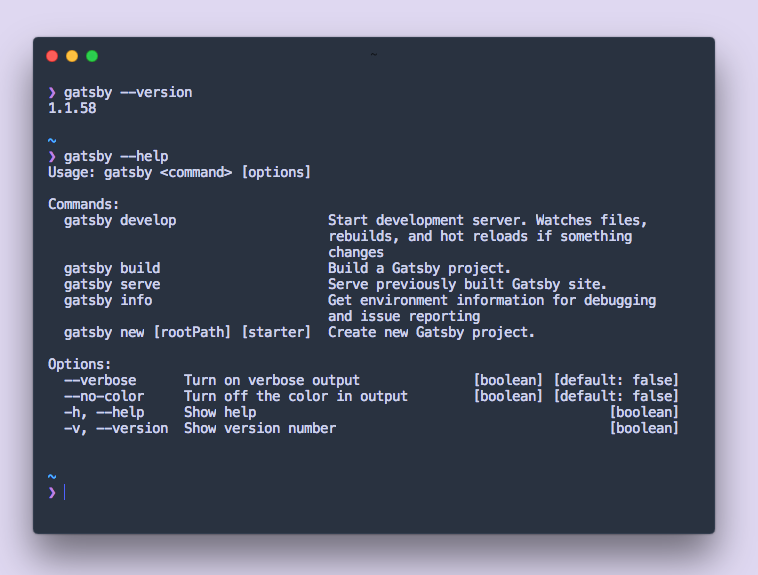 ~
❯ gatsby --version
1.1.58
~
❯ gatsby --help
Usage: gatsby <command> [options]
Commands:
gatsby develop Start development server. Watches files,
rebuilds, and hot reloads if something
changes
gatsby build Build a Gatsby project.
gatsby serve Serve previously built Gatsby site.
gatsby info Get environment information for debugging
and issue reporting
gatsby new [rootPath] [starter] Create new Gatsby project.
Options:
--verbose Turn on verbose output [boolean] [default: false]
--no-color Turn off the color in output [boolean] [default: false]
-h, --help Show help [boolean]
-v, --version Show version number [boolean]
~
❯